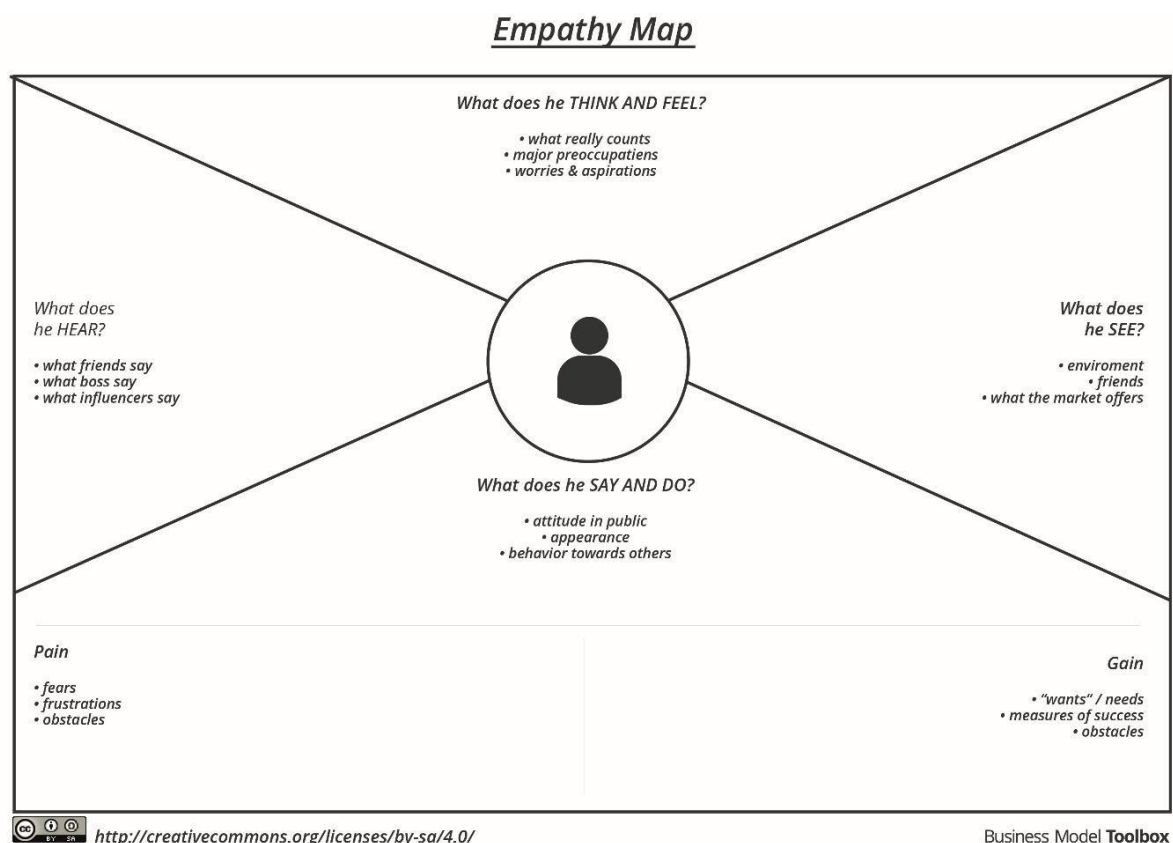 Empathy Map
What does he THINK AND FEEL?
• what really counts
• major preoccupatiens
• worries & aspirations
What does
he HEAR?
• what friends say
• what boss say
• what influencers say
What does
he SEE?
• enviroment
• friends
• what the market offers
What does he SAY AND DO?
• attitude in public
• appearance
• behavior towards others
Pain
• fears
• frustrations
• obstacles
Gain
• “wants” / needs
• measures of success
• obstacles
cc BY SA
http://creativecommons.org/licenses/by-sa/4.0/
Business Model Toolbox